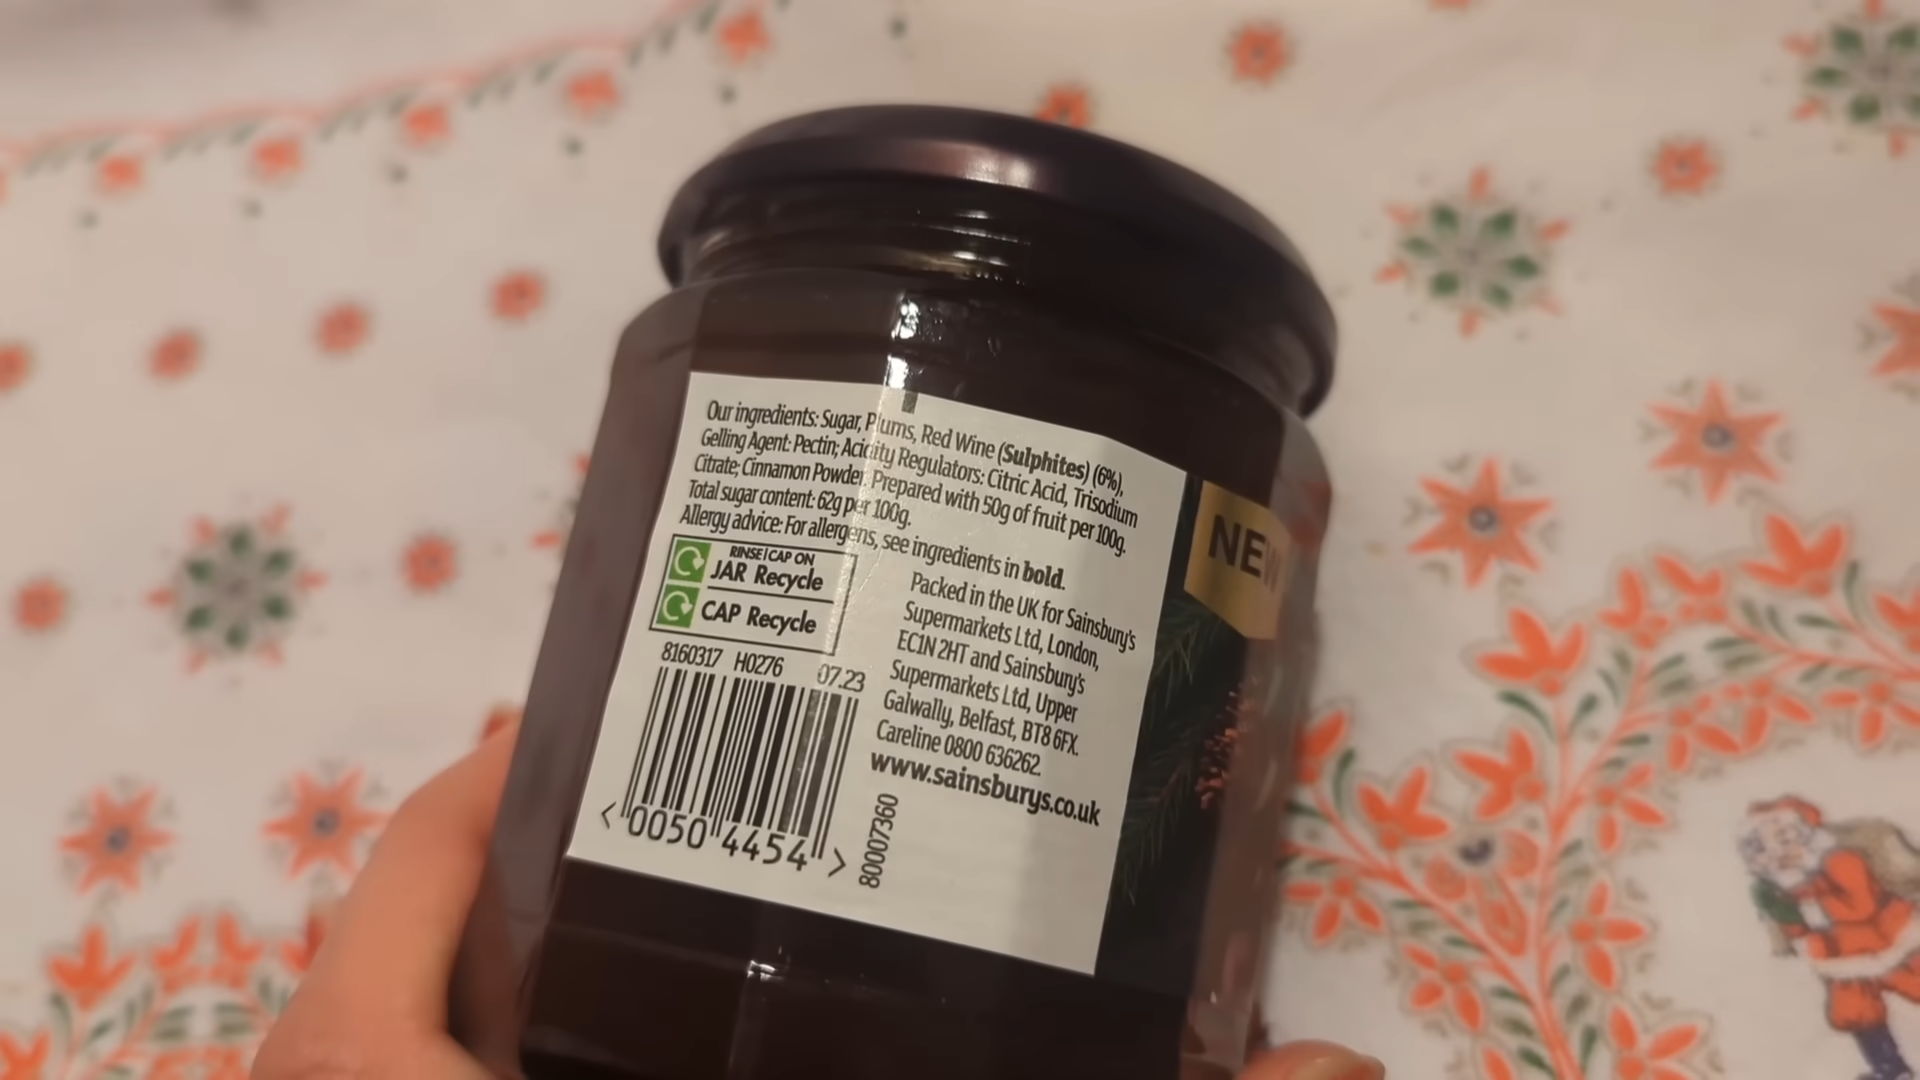 Our ingredients: Sugar, Plums, Red Wine (Sulphites) (6%),
Gelling Agent: Pectin; Acidity Regulators: Citric Acid, Trisodium
Citrate; Cinnamon Powder. Prepared with 50g of fruit per 100g.
Total sugar content: 62g per 100g.
Allergy advice: For allergens, see ingredients in bold.
RINSE|CAP ON
JAR Recycle
CAP Recycle
8160317 H0276 07.23
<00504454>
Packed in the UK for Sainsbury's
Supermarkets Ltd, London,
EC1N 2HT and Sainsbury's
Supermarkets Ltd, Upper
Galwally, Belfast, BT8 6FX.
Careline 0800 636262.
www.sainsburys.co.uk
80007360
NEW